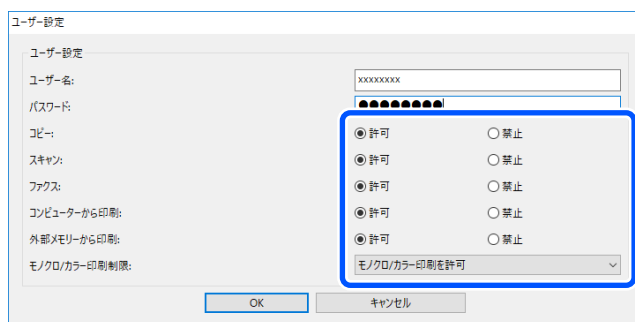 ユーザー設定
ユーザー設定
ユーザー名: xxxxxxxx
パスワード: ●●●●●●●●
コピー: 許可 禁止
スキャン: 許可 禁止
ファクス: 許可 禁止
コンピューターから印刷: 許可 禁止
外部メモリーから印刷: 許可 禁止
モノクロ/カラー印刷制限: モノクロ/カラー印刷を許可
OK キャンセル